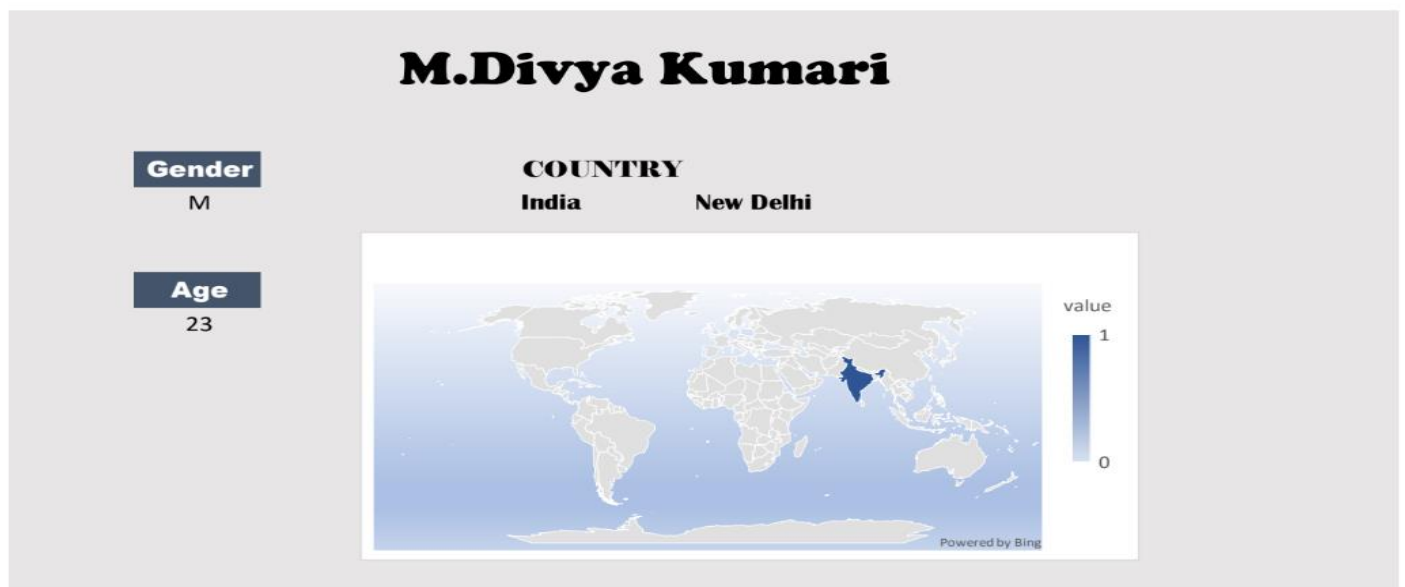 M.Divya Kumari
Gender
M
COUNTRY
India New Delhi
Age
23
value
1
0
Powered by Bing